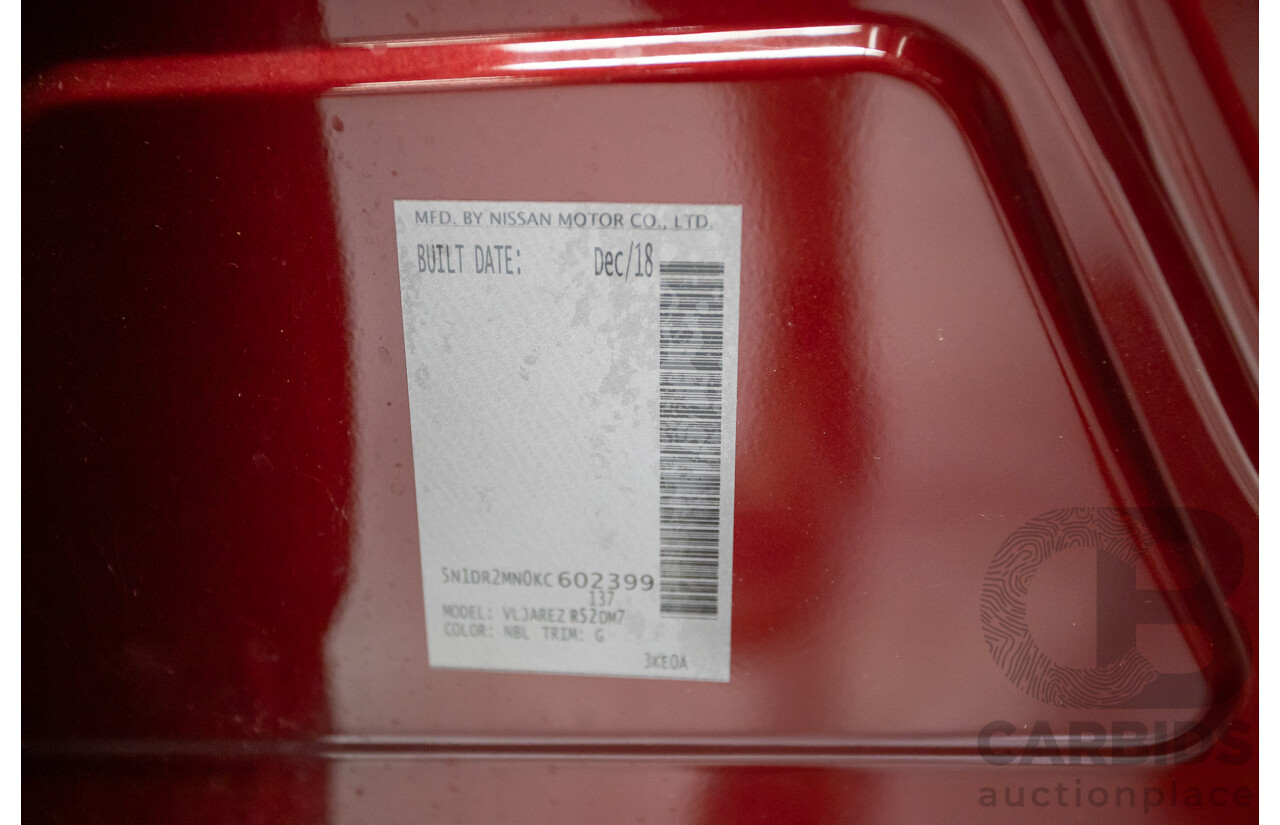 MFD. BY NISSAN MOTOR CO., LTD.
BUILT DATE: Dec/18
5N1DR2MN0KC602399
137
MODEL: VLJAREZ R52DM7
COLOR: NBL TRIM: G
3KE0A
CB
CARBIDS
auctionplace